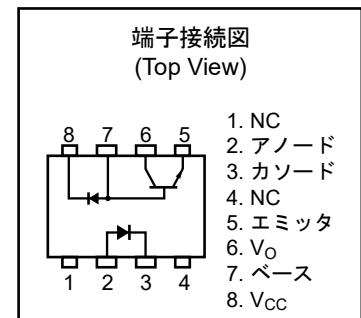 端子接続図
(Top View)
8 7 6 5
1 2 3 4
1. NC
2. アノード
3. カソード
4. NC
5. エミッタ
6. VO
7. ベース
8. VCC